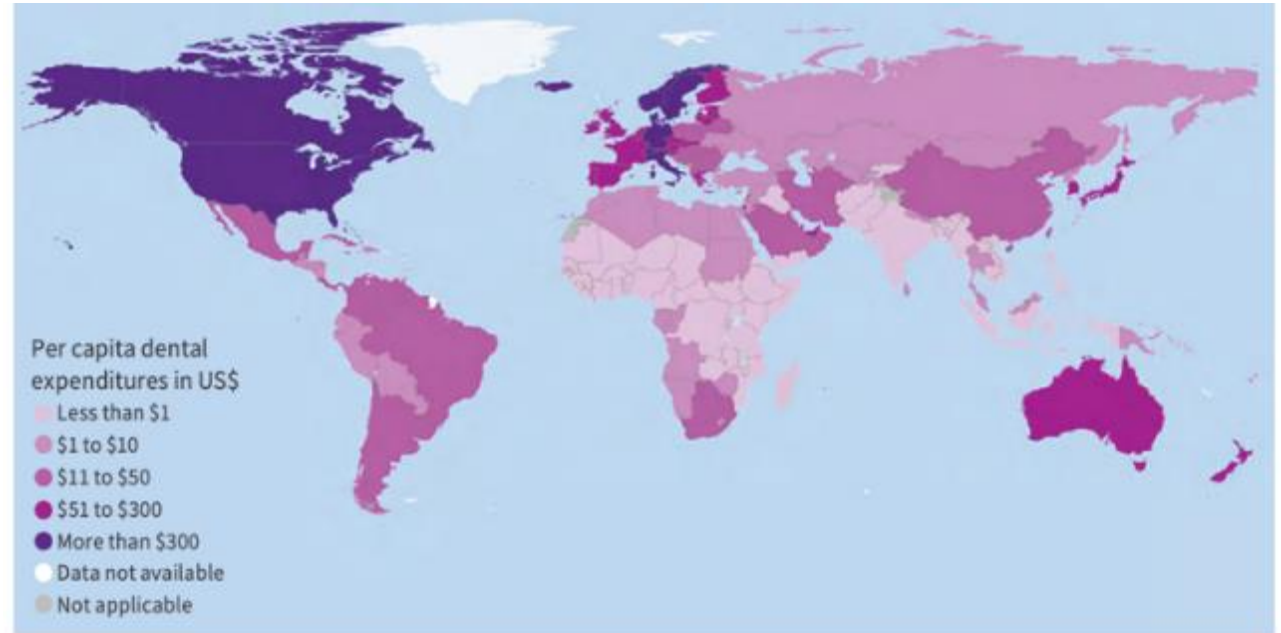 Per capita dental
expenditures in US$
Less than $1
$1 to $10
$11 to $50
$51 to $300
More than $300
Data not available
Not applicable